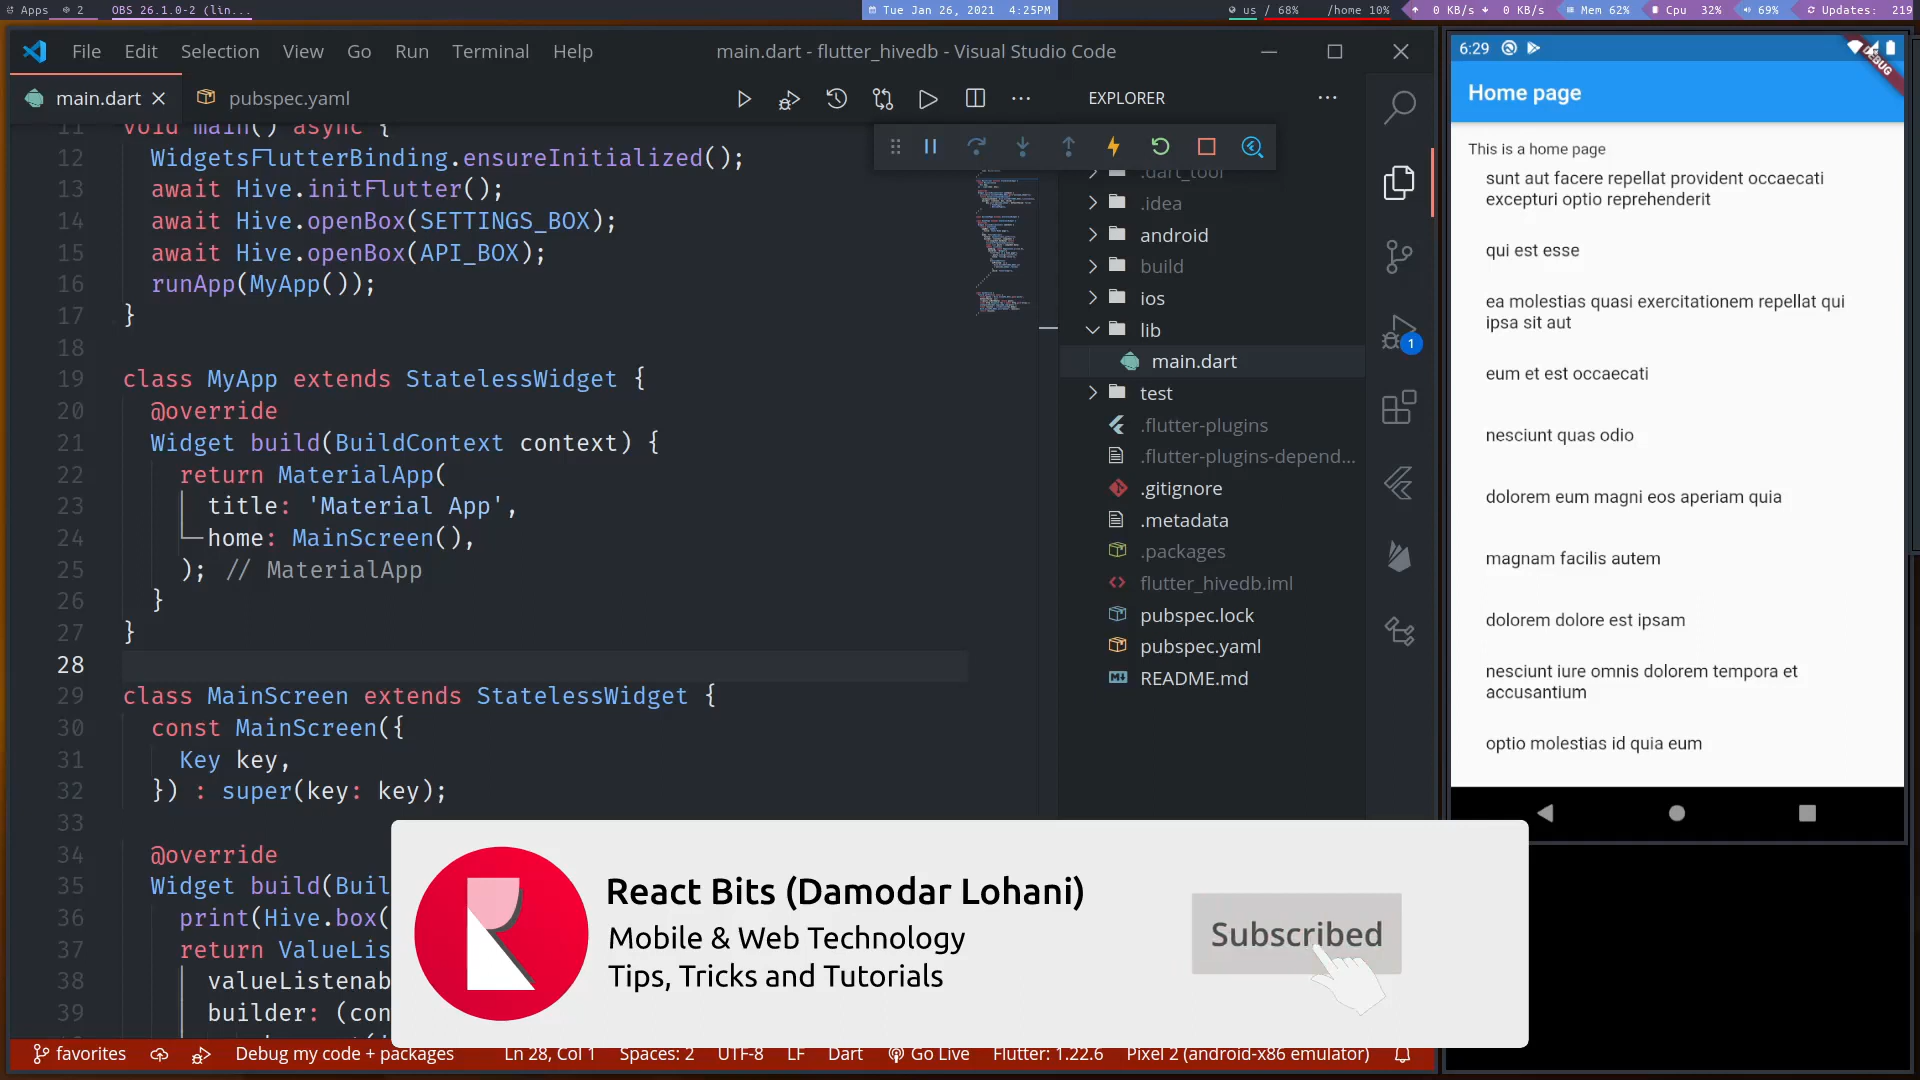 Apps 2 OBS 26.1.0-2 (lin... Tue Jan 26, 2021 4:25PM us / 68% /home 10% 0 KB/s 0 KB/s Mem 62% Cpu 32% 69% Updates: 219
File Edit Selection View Go Run Terminal Help main.dart - flutter_hivedb - Visual Studio Code
main.dart pubspec.yaml
EXPLORER
11 void main() async {
12 WidgetsFlutterBinding.ensureInitialized();
13 await Hive.initFlutter();
14 await Hive.openBox(SETTINGS_BOX);
15 await Hive.openBox(API_BOX);
16 runApp(MyApp());
17 }
18
19 class MyApp extends StatelessWidget {
20 @override
21 Widget build(BuildContext context) {
22 return MaterialApp(
23 title: 'Material App',
24 home: MainScreen(),
25 ); // MaterialApp
26 }
27 }
28
29 class MainScreen extends StatelessWidget {
30 const MainScreen({
31 Key key,
32 }) : super(key: key);
33
34 @override
35 Widget build(Buil
36 print(Hive.box(
37 return ValueLis
38 valueListenab
39 builder: (con
.dart_tool
.idea
android
build
ios
lib
main.dart
test
.flutter-plugins
.flutter-plugins-depend...
.gitignore
.metadata
.packages
flutter_hivedb.iml
pubspec.lock
pubspec.yaml
README.md
1
6:29
DEBUG
Home page
This is a home page
sunt aut facere repellat provident occaecati
excepturi optio reprehenderit
qui est esse
ea molestias quasi exercitationem repellat qui
ipsa sit aut
eum et est occaecati
nesciunt quas odio
dolorem eum magni eos aperiam quia
magnam facilis autem
dolorem dolore est ipsam
nesciunt iure omnis dolorem tempora et
accusantium
optio molestias id quia eum
React Bits (Damodar Lohani)
Mobile & Web Technology
Tips, Tricks and Tutorials
Subscribed
favorites Debug my code + packages Ln 28, Col 1 Spaces: 2 UTF-8 LF Dart Go Live Flutter: 1.22.6 Pixel 2 (android-x86 emulator)